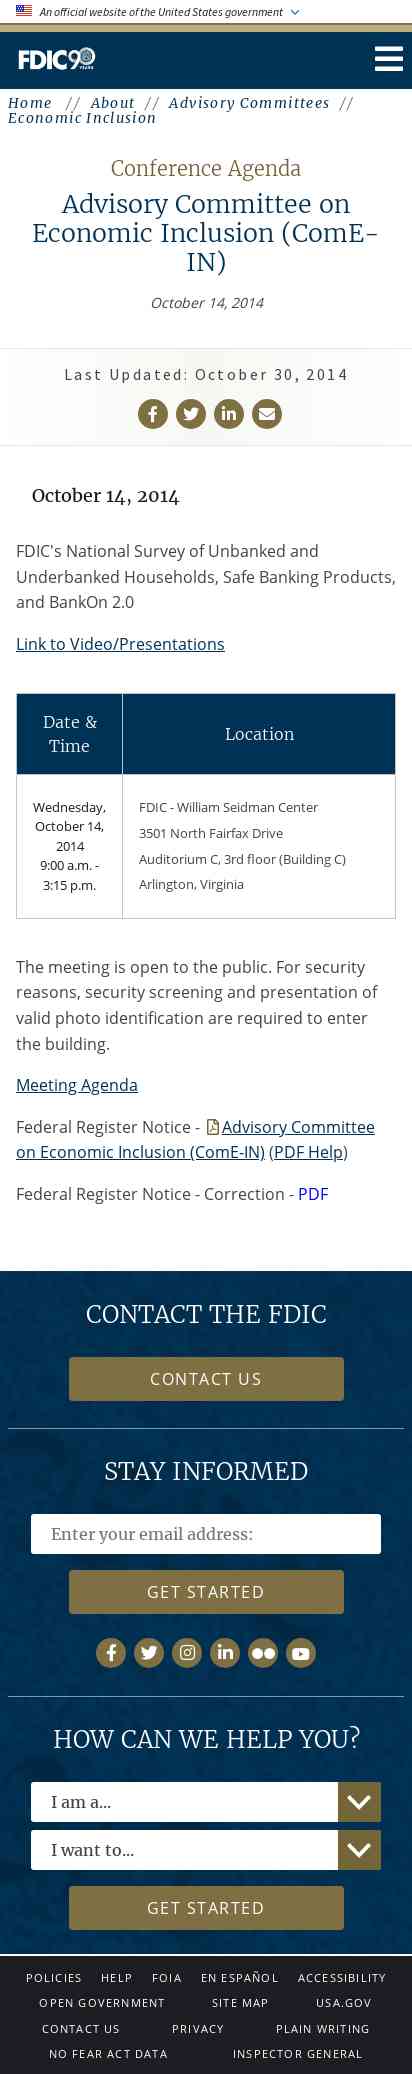 An official website of the United States government
FDIC 90 YEARS
Home // About // Advisory Committees //
Economic Inclusion
Conference Agenda
Advisory Committee on
Economic Inclusion (ComE-
IN)
October 14, 2014
Last Updated: October 30, 2014
October 14, 2014
FDIC's National Survey of Unbanked and
Underbanked Households, Safe Banking Products,
and BankOn 2.0
Link to Video/Presentations
Date &
Time
Location
Wednesday,
October 14,
2014
9:00 a.m. -
3:15 p.m.
FDIC - William Seidman Center
3501 North Fairfax Drive
Auditorium C, 3rd floor (Building C)
Arlington, Virginia
The meeting is open to the public. For security
reasons, security screening and presentation of
valid photo identification are required to enter
the building.
Meeting Agenda
Federal Register Notice - Advisory Committee
on Economic Inclusion (ComE-IN) (PDF Help)
Federal Register Notice - Correction - PDF
CONTACT THE FDIC
CONTACT US
STAY INFORMED
Enter your email address:
GET STARTED
HOW CAN WE HELP YOU?
I am a...
I want to...
GET STARTED
POLICIES HELP FOIA EN ESPAÑOL ACCESSIBILITY
OPEN GOVERNMENT SITE MAP USA.GOV
CONTACT US PRIVACY PLAIN WRITING
NO FEAR ACT DATA INSPECTOR GENERAL